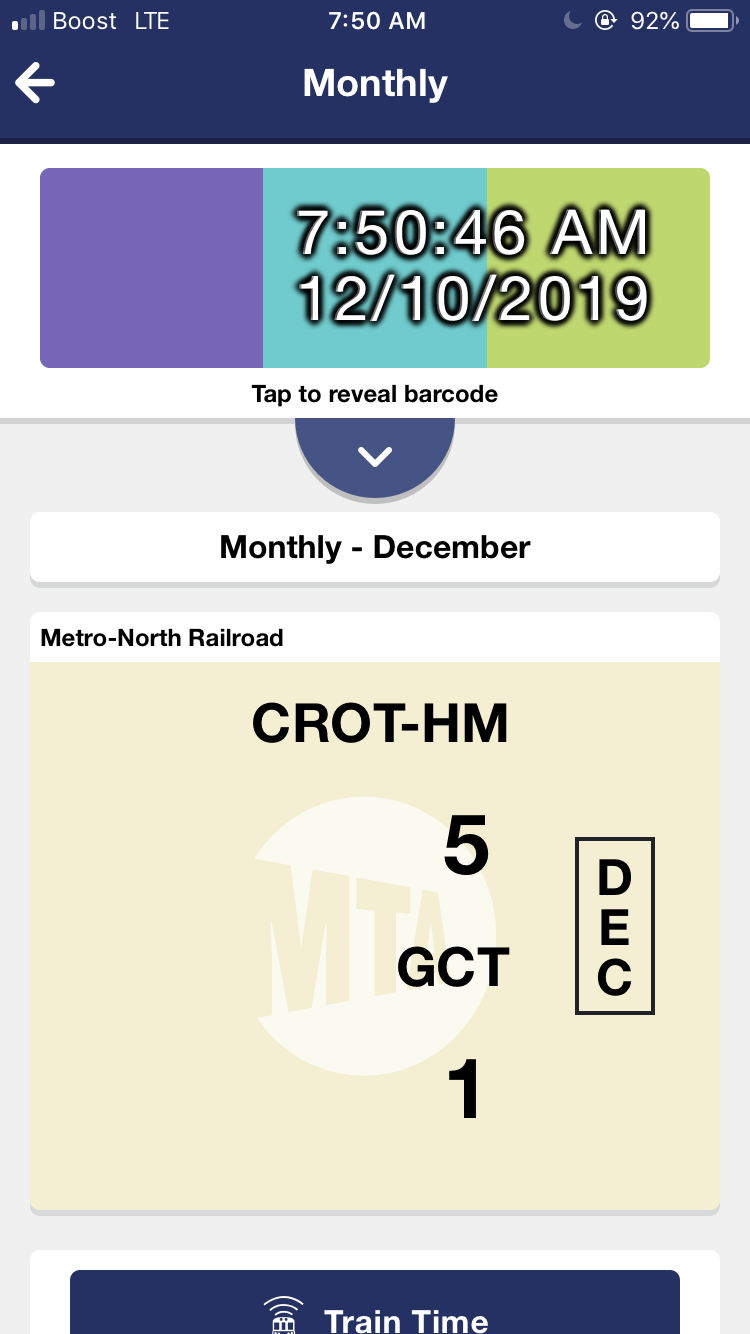 Boost LTE 7:50 AM 92%
Monthly
7:50:46 AM
12/10/2019
Tap to reveal barcode
Monthly - December
Metro-North Railroad
CROT-HM
5
MTA
GCT
1
D
E
C
Train Time